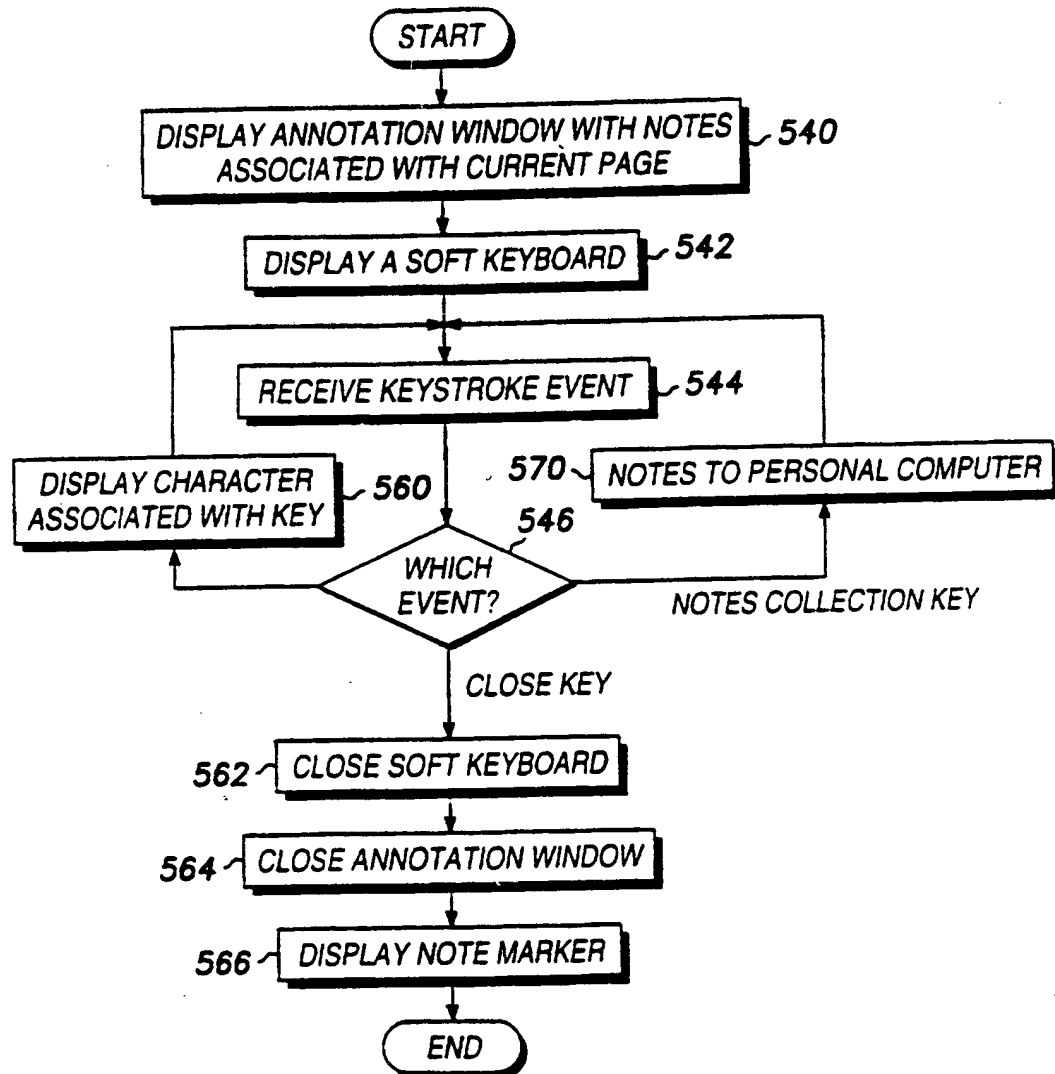 START
DISPLAY ANNOTATION WINDOW WITH NOTES
ASSOCIATED WITH CURRENT PAGE
540
DISPLAY A SOFT KEYBOARD
542
RECEIVE KEYSTROKE EVENT
544
DISPLAY CHARACTER
ASSOCIATED WITH KEY
560
570
NOTES TO PERSONAL COMPUTER
546
WHICH
EVENT?
NOTES COLLECTION KEY
CLOSE KEY
562
CLOSE SOFT KEYBOARD
564
CLOSE ANNOTATION WINDOW
566
DISPLAY NOTE MARKER
END